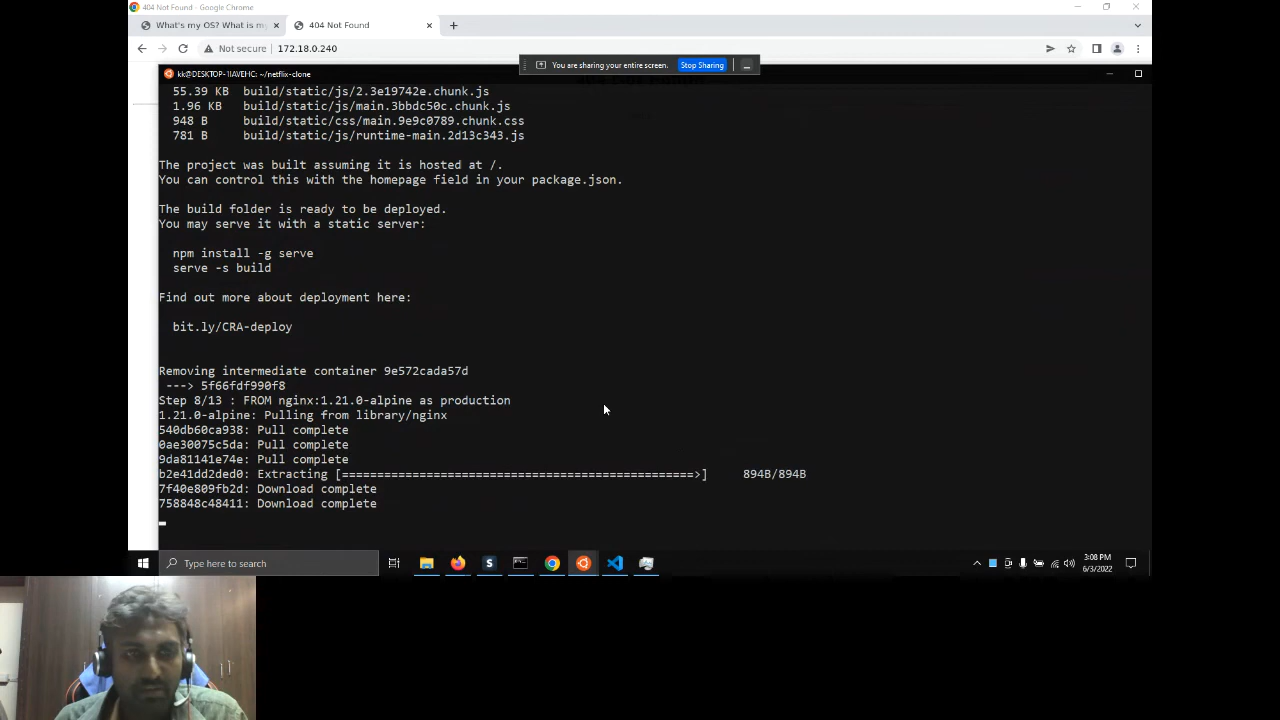 404 Not Found - Google Chrome
What's my OS? What is my
404 Not Found
Not secure
172.18.0.240
You are sharing your entire screen.
Stop Sharing
kk@DESKTOP-1IAVEHC: ~/netflix-clone
55.39 KB build/static/js/2.3e19742e.chunk.js
1.96 KB build/static/js/main.3bbdc50c.chunk.js
948 B build/static/css/main.9e9c0789.chunk.css
781 B build/static/js/runtime-main.2d13c343.js
The project was built assuming it is hosted at /.
You can control this with the homepage field in your package.json.
The build folder is ready to be deployed.
You may serve it with a static server:
npm install -g serve
serve -s build
Find out more about deployment here:
bit.ly/CRA-deploy
Removing intermediate container 9e572cada57d
---> 5f66fdf990f8
Step 8/13 : FROM nginx:1.21.0-alpine as production
1.21.0-alpine: Pulling from library/nginx
540db60ca938: Pull complete
0ae30075c5da: Pull complete
9da81141e74e: Pull complete
b2e41dd2ded0: Extracting [==================================================>] 894B/894B
7f40e809fb2d: Download complete
758848c48411: Download complete
Type here to search
3:08 PM
6/3/2022